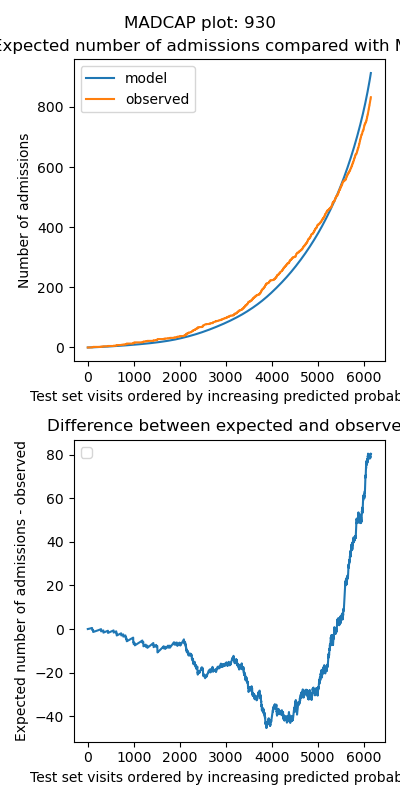 MADCAP plot: 930
Expected number of admissions compared with M
model
observed
Number of admissions
800
600
400
200
0
0 1000 2000 3000 4000 5000 6000
Test set visits ordered by increasing predicted probab
Difference between expected and observe
Expected number of admissions - observed
80
60
40
20
0
−20
−40
0 1000 2000 3000 4000 5000 6000
Test set visits ordered by increasing predicted probab